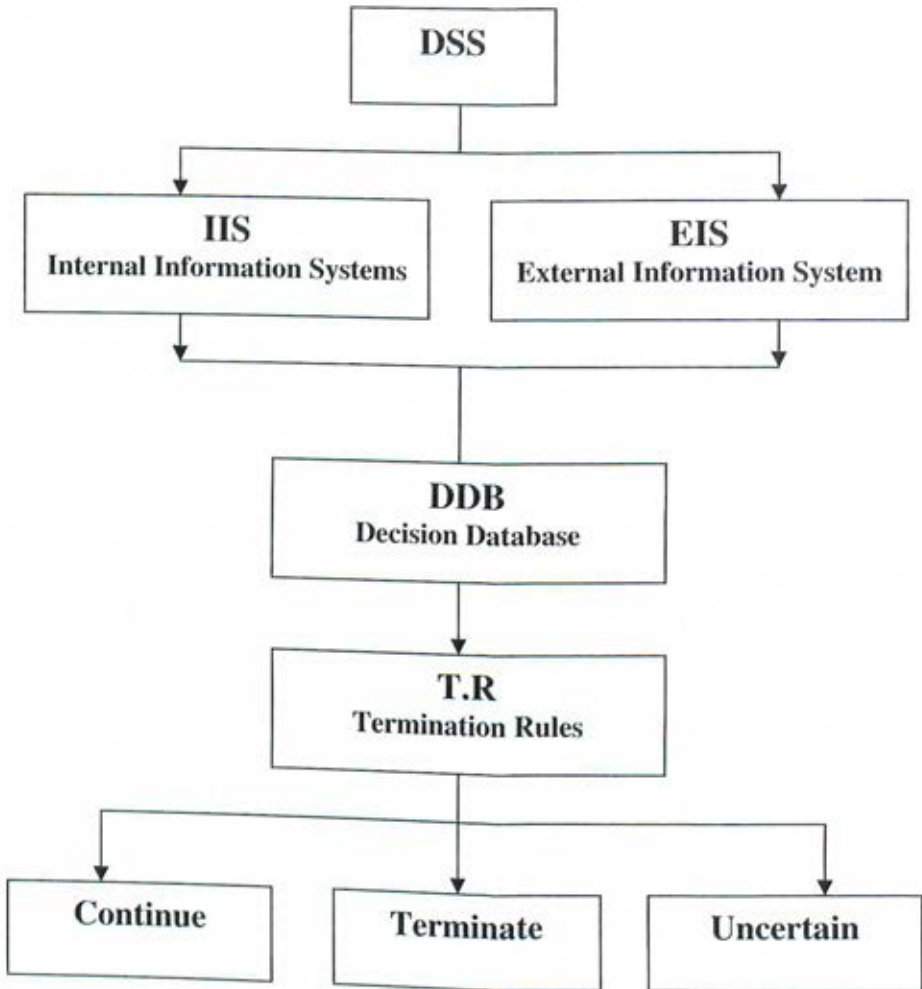 DSS
IIS
Internal Information Systems
EIS
External Information System
DDB
Decision Database
T.R
Termination Rules
Continue
Terminate
Uncertain